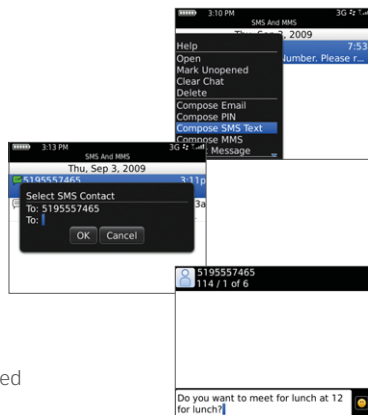 3:10 PM 3G
SMS And MMS
Thu, Sep 3, 2009
Help 7:53
Open Number. Please r...
Mark Unopened
Clear Chat
Delete
Compose Email
Compose PIN
Compose SMS Text
Compose MMS
Message
3:13 PM 3G
SMS And MMS
Thu, Sep 3, 2009
5195557465 3:11p
Select SMS Contact
To: 5195557465 3a
To:
OK Cancel
5195557465
114 / 1 of 6
ed
Do you want to meet for lunch at 12
for lunch?